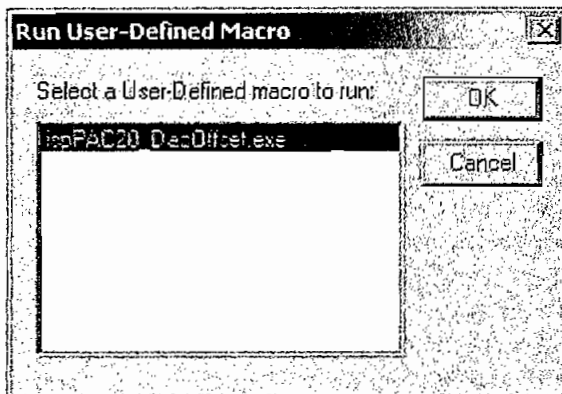 Run User-Defined Macro
Select a User-Defined macro to run:
OK
ispPAC20_DacOffset.exe
Cancel